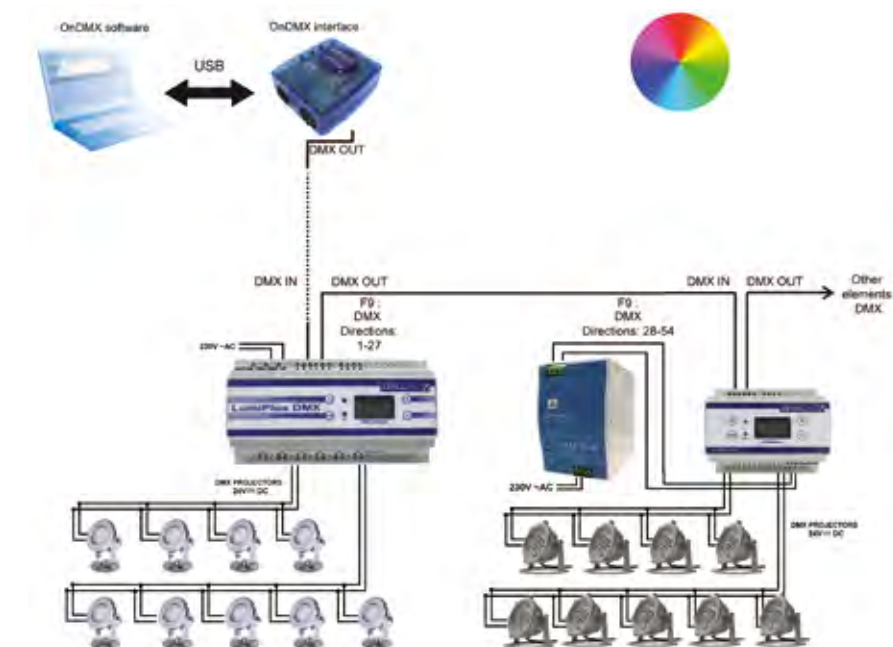 OnDMX software
OnDMX interface
USB
DMX OUT
DMX IN
DMX OUT
F9 :
DMX
Directions:
1-27
DMX IN
DMX OUT
Other
elements
DMX
F9 :
DMX
Directions: 28-54
230V ~AC
LumiPlus DMX
230V ~AC
DMX PROJECTORS
24V DC
DMX PROJECTORS
24V DC